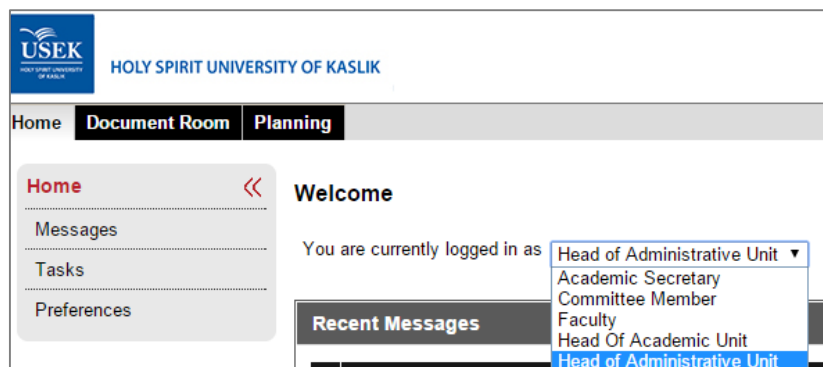 USEK
HOLY SPIRIT UNIVERSITY
OF KASLIK
HOLY SPIRIT UNIVERSITY OF KASLIK
Home Document Room Planning
Home
Messages
Tasks
Preferences
Welcome
You are currently logged in as Head of Administrative Unit
Academic Secretary
Committee Member
Faculty
Head Of Academic Unit
Head of Administrative Unit
Recent Messages